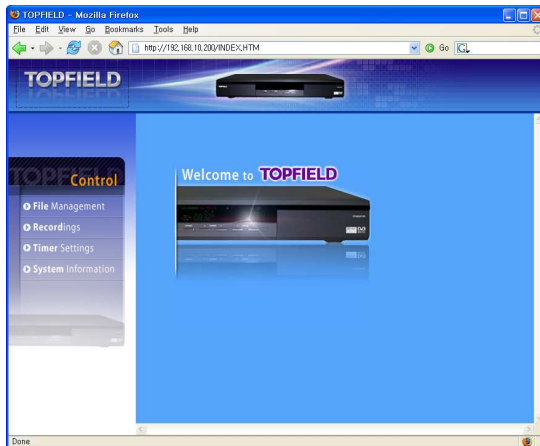 TOPFIELD - Mozilla Firefox
File Edit View Go Bookmarks Tools Help
http://192.168.10.200/INDEX.HTM Go G
TOPFIELD
TOPFIELD
Control
File Management
Recordings
Timer Settings
System Information
Welcome to TOPFIELD
Done